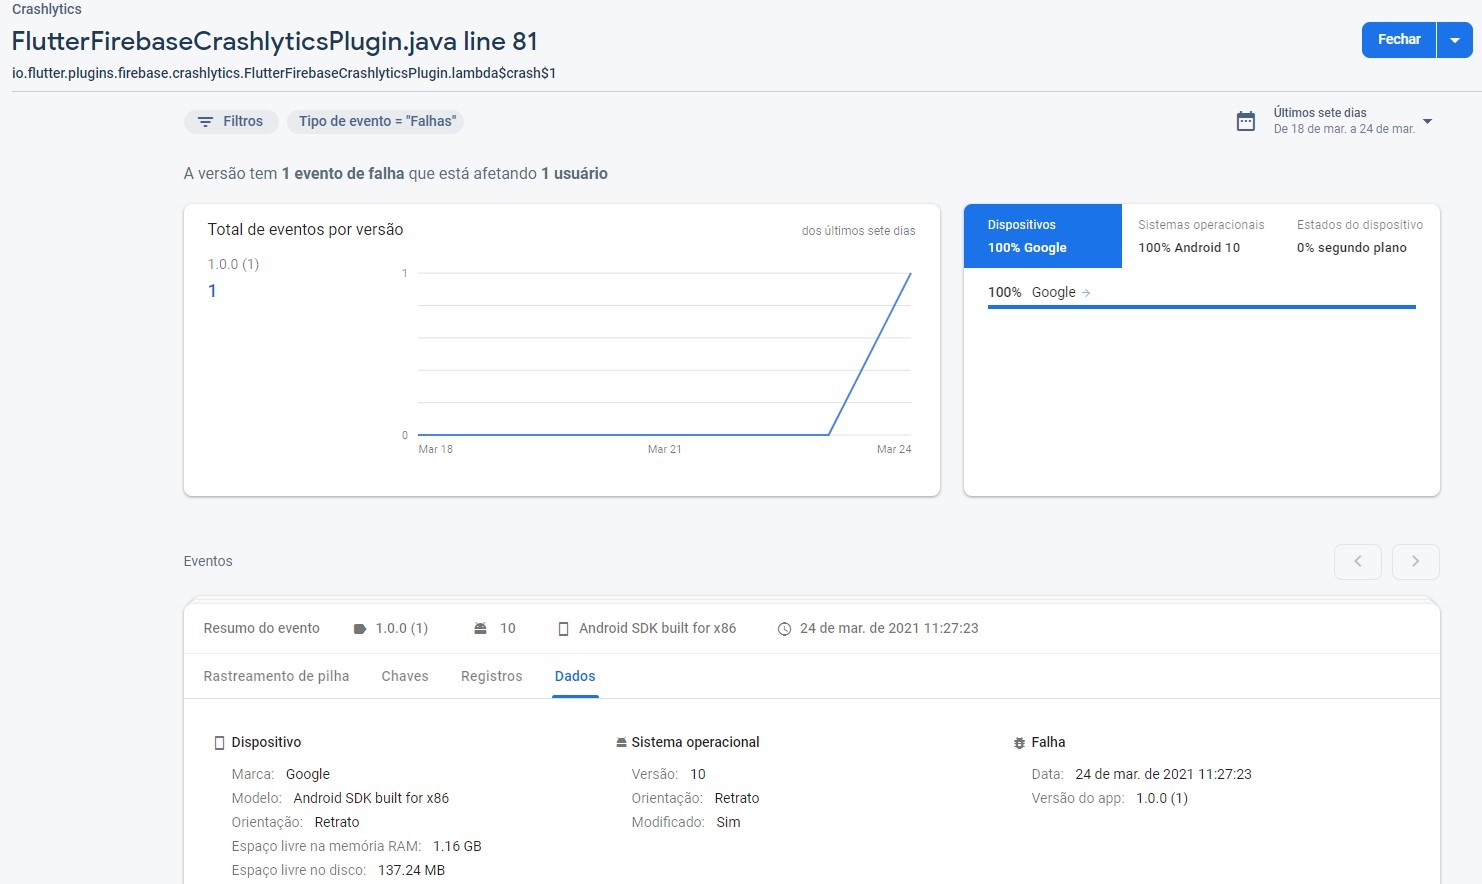 Crashlytics
FlutterFirebaseCrashlyticsPlugin.java line 81
Fechar
io.flutter.plugins.firebase.crashlytics.FlutterFirebaseCrashlyticsPlugin.lambda$crash$1
Filtros
Tipo de evento = "Falhas"
Últimos sete dias
De 18 de mar. a 24 de mar.
A versão tem 1 evento de falha que está afetando 1 usuário
Total de eventos por versão
dos últimos sete dias
1.0.0 (1)
1
1
0
Mar 18
Mar 21
Mar 24
Dispositivos
100% Google
Sistemas operacionais
100% Android 10
Estados do dispositivo
0% segundo plano
100% Google
Eventos
Resumo do evento
1.0.0 (1)
10
Android SDK built for x86
24 de mar. de 2021 11:27:23
Rastreamento de pilha
Chaves
Registros
Dados
Dispositivo
Marca: Google
Modelo: Android SDK built for x86
Orientação: Retrato
Espaço livre na memória RAM: 1.16 GB
Espaço livre no disco: 137.24 MB
Sistema operacional
Versão: 10
Orientação: Retrato
Modificado: Sim
Falha
Data: 24 de mar. de 2021 11:27:23
Versão do app: 1.0.0 (1)